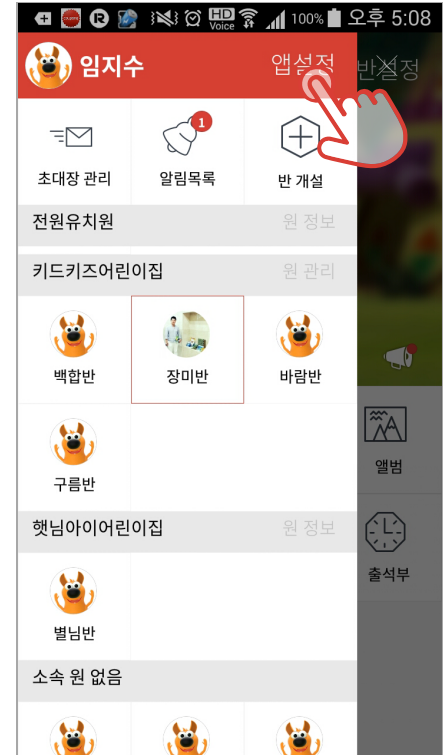 HD Voice 100% 오후 5:08
임지수 앱설정 반설정
1
초대장 관리 알림목록 반 개설
전원유치원 원 정보
키드키즈어린이집 원 관리
백합반 장미반 바람반
앨범
구름반
햇님아이어린이집 원 정보
출석부
별님반
소속 원 없음